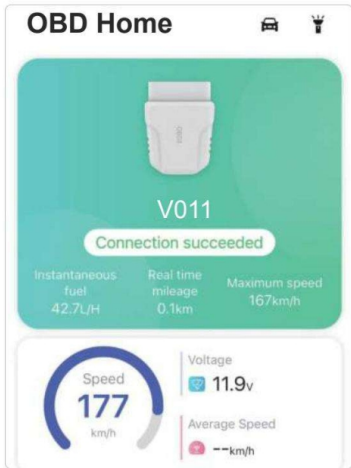 OBD Home
OBDII
V011
Connection succeeded
Instantaneous
fuel
42.7L/H
Real time
mileage
0.1km
Maximum speed
167km/h
Speed
177
km/h
Voltage
11.9v
Average Speed
--km/h